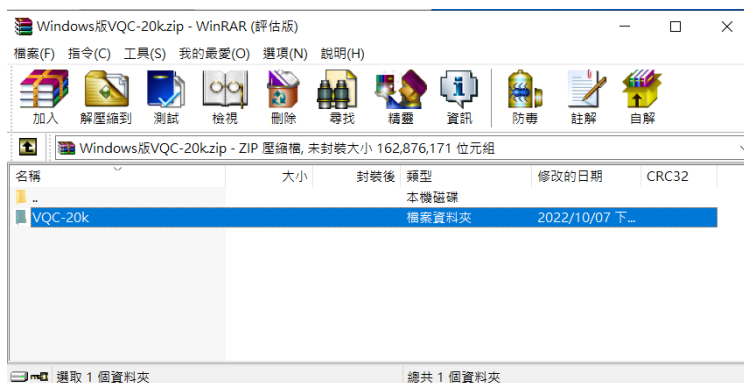 Windows版VQC-20k.zip - WinRAR (評估版)
檔案(F) 指令(C) 工具(S) 我的最愛(O) 選項(N) 說明(H)
加入 解壓縮到 測試 檢視 刪除 尋找 精靈 資訊 防毒 註解 自解
Windows版VQC-20k.zip - ZIP 壓縮檔, 未封裝大小 162,876,171 位元組
名稱 大小 封裝後 類型 修改的日期 CRC32
.. 本機磁碟
VQC-20k 檔案資料夾 2022/10/07 下...
選取 1 個資料夾 總共 1 個資料夾